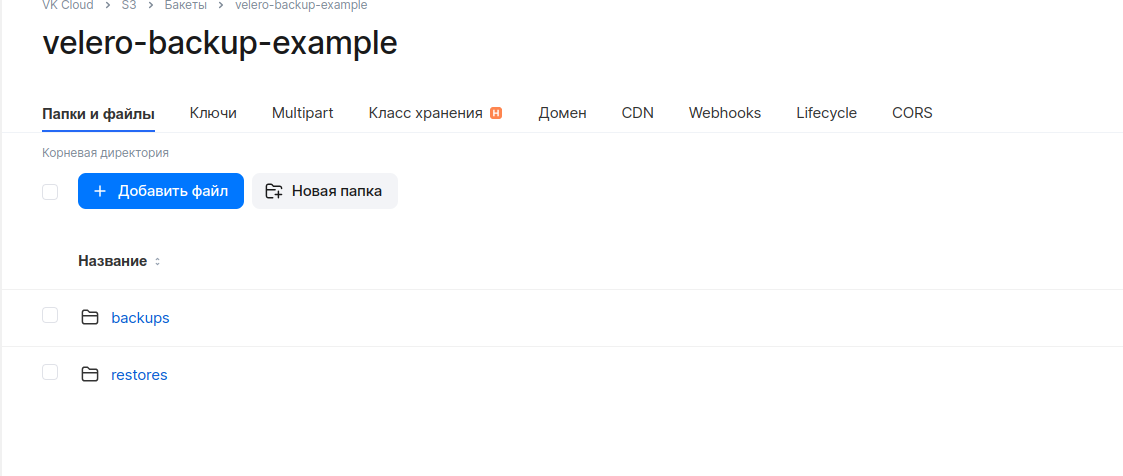 VK Cloud > S3 > Бакеты > velero-backup-example
velero-backup-example
Папки и файлы Ключи Multipart Класс хранения H Домен CDN Webhooks Lifecycle CORS
Корневая директория
+ Добавить файл Новая папка
Название
backups
restores